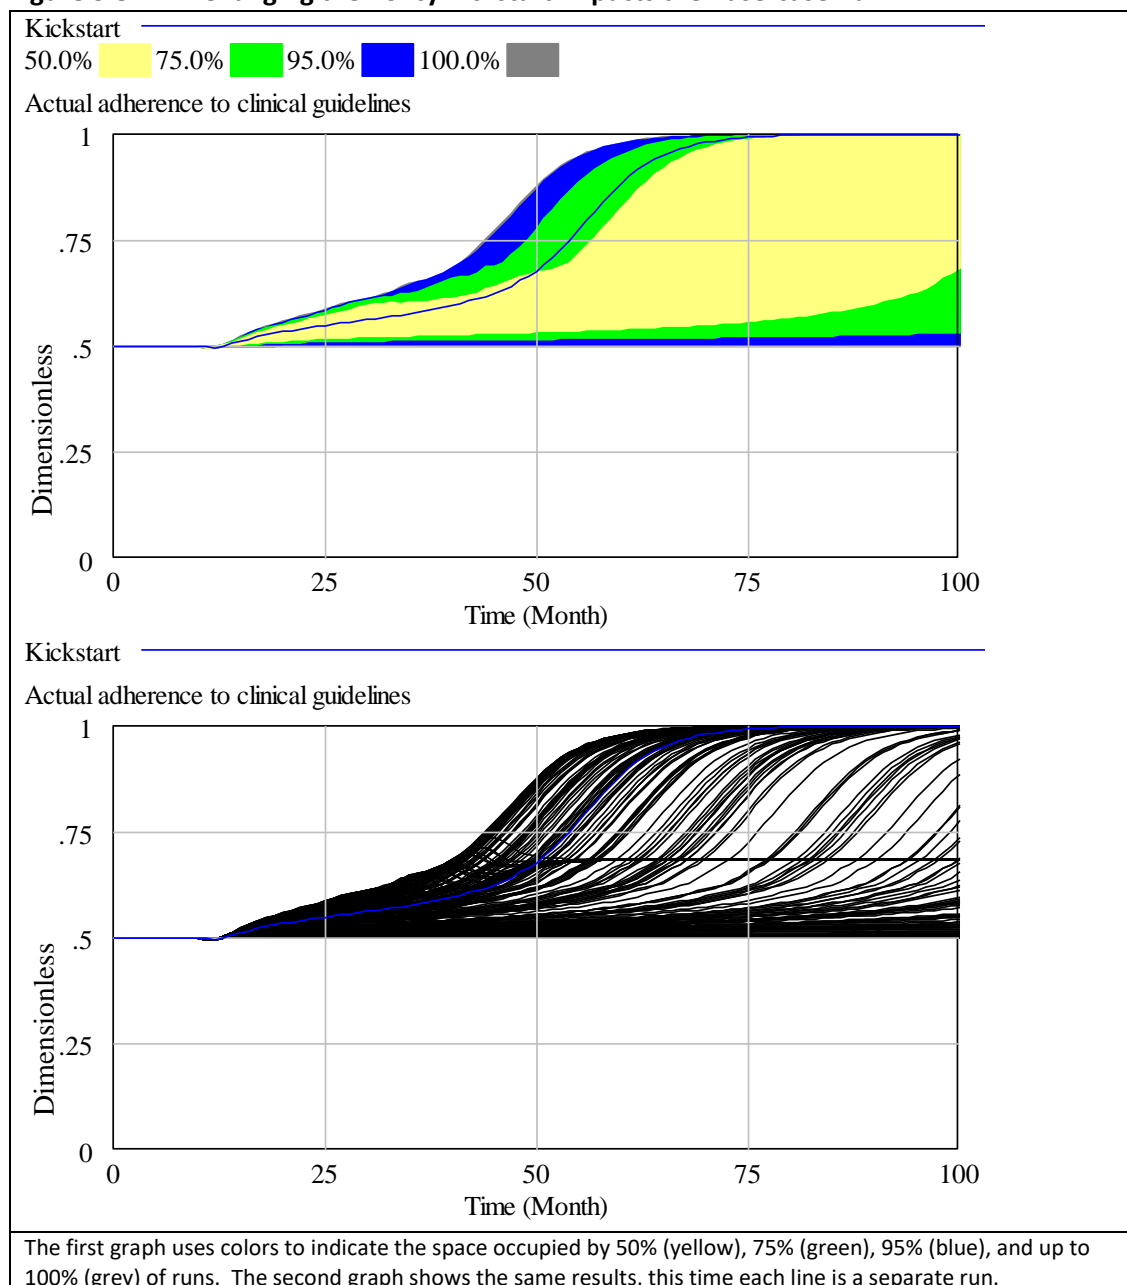 Kickstart
50.0% 75.0% 95.0% 100.0%
Actual adherence to clinical guidelines
1
.75
.5
.25
0
Dimensionless
0 25 50 75 100
Time (Month)
Kickstart
Actual adherence to clinical guidelines
1
.75
.5
.25
0
Dimensionless
0 25 50 75 100
Time (Month)
The first graph uses colors to indicate the space occupied by 50% (yellow), 75% (green), 95% (blue), and up to
100% (grey) of runs. The second graph shows the same results, this time each line is a separate run.